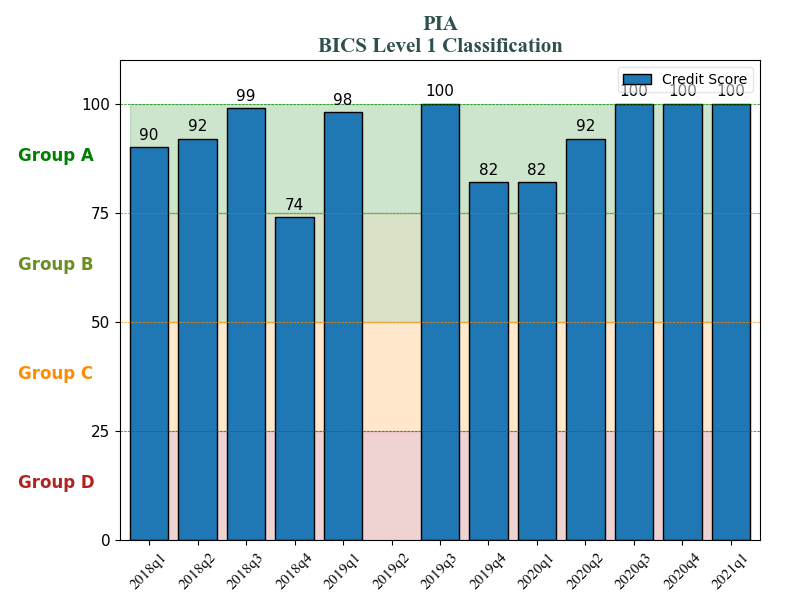 PIA
BICS Level 1 Classification
Credit Score
100
75
50
25
0
Group A
Group B
Group C
Group D
90
92
99
74
98
100
82
82
92
100
100
100
2018q1
2018q2
2018q3
2018q4
2019q1
2019q2
2019q3
2019q4
2020q1
2020q2
2020q3
2020q4
2021q1